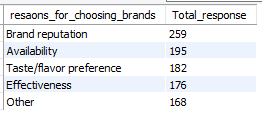 resaons_for_choosing_brands Total_response
Brand reputation 259
Availability 195
Taste/flavor preference 182
Effectiveness 176
Other 168